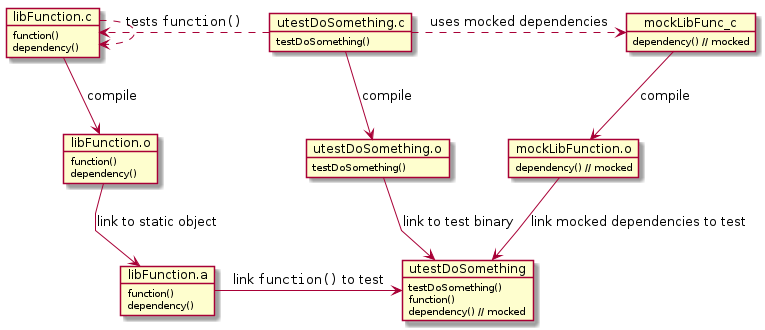 libFunction.c
function()
dependency()
tests function()
utestDoSomething.c
testDoSomething()
uses mocked dependencies
mockLibFunc_c
dependency() // mocked
compile
compile
compile
libFunction.o
function()
dependency()
utestDoSomething.o
testDoSomething()
mockLibFunction.o
dependency() // mocked
link to static object
link to test binary
link mocked dependencies to test
libFunction.a
function()
dependency()
link function() to test
utestDoSomething
testDoSomething()
function()
dependency() // mocked